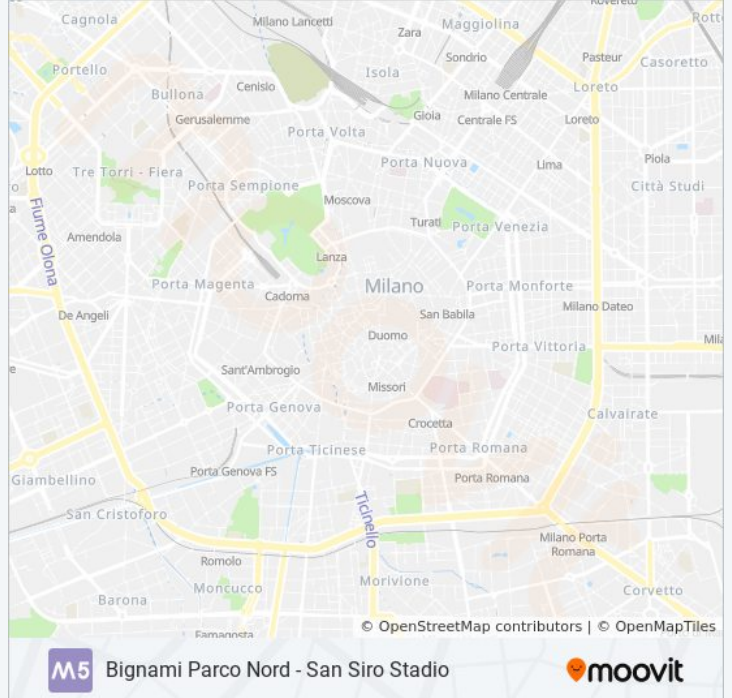 Cagnola
Milano Lancetti
Zara
Maggiolina
Rovereto
Sondrio
Pasteur
Casoretto
Portello
Isola
Bullona
Cenisio
Milano Centrale
Loreto
Gerusalemme
Gioia
Centrale FS
Loreto
Porta Volta
Lotto
Tre Torri - Fiera
Porta Nuova
Lima
Piola
Porta Sempione
Città Studi
Moscova
Turati
Porta Venezia
Fiume Olona
Amendola
Lanza
Porta Magenta
Milano
Porta Monforte
Cadorna
San Babila
Milano Dateo
De Angeli
Duomo
Porta Vittoria
Sant'Ambrogio
Missori
Porta Genova
Crocetta
Calvairate
Porta Ticinese
Porta Romana
Giambellino
Porta Genova FS
Porta Romana
San Cristoforo
Ticinello
Milano Porta
Romana
Romolo
Moncucco
Morivione
Corvetto
Barona
Famagosta
© OpenStreetMap contributors | © OpenMapTiles
M5 Bignami Parco Nord - San Siro Stadio
moovit